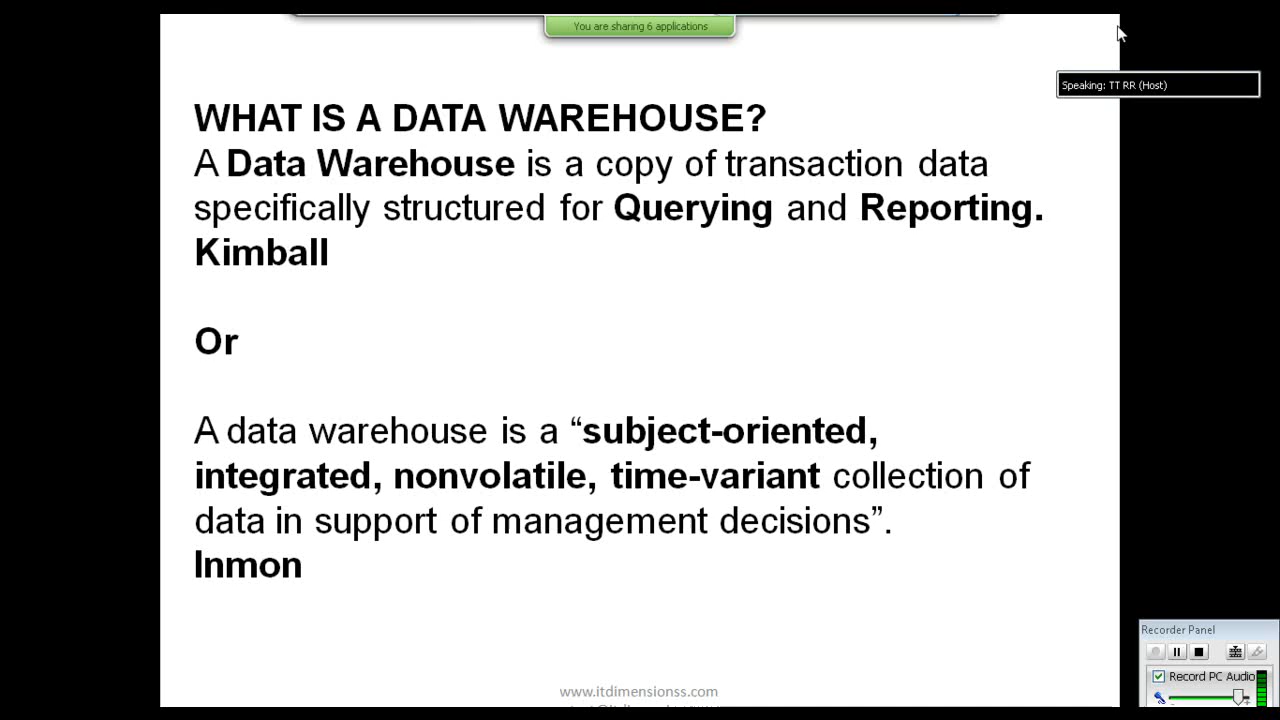 You are sharing 6 applications
Speaking: TT RR (Host)
WHAT IS A DATA WAREHOUSE?
A Data Warehouse is a copy of transaction data
specifically structured for Querying and Reporting.
Kimball
Or
A data warehouse is a “subject-oriented,
integrated, nonvolatile, time-variant collection of
data in support of management decisions”.
Inmon
Recorder Panel
Record PC Audio
www.itdimensionss.com